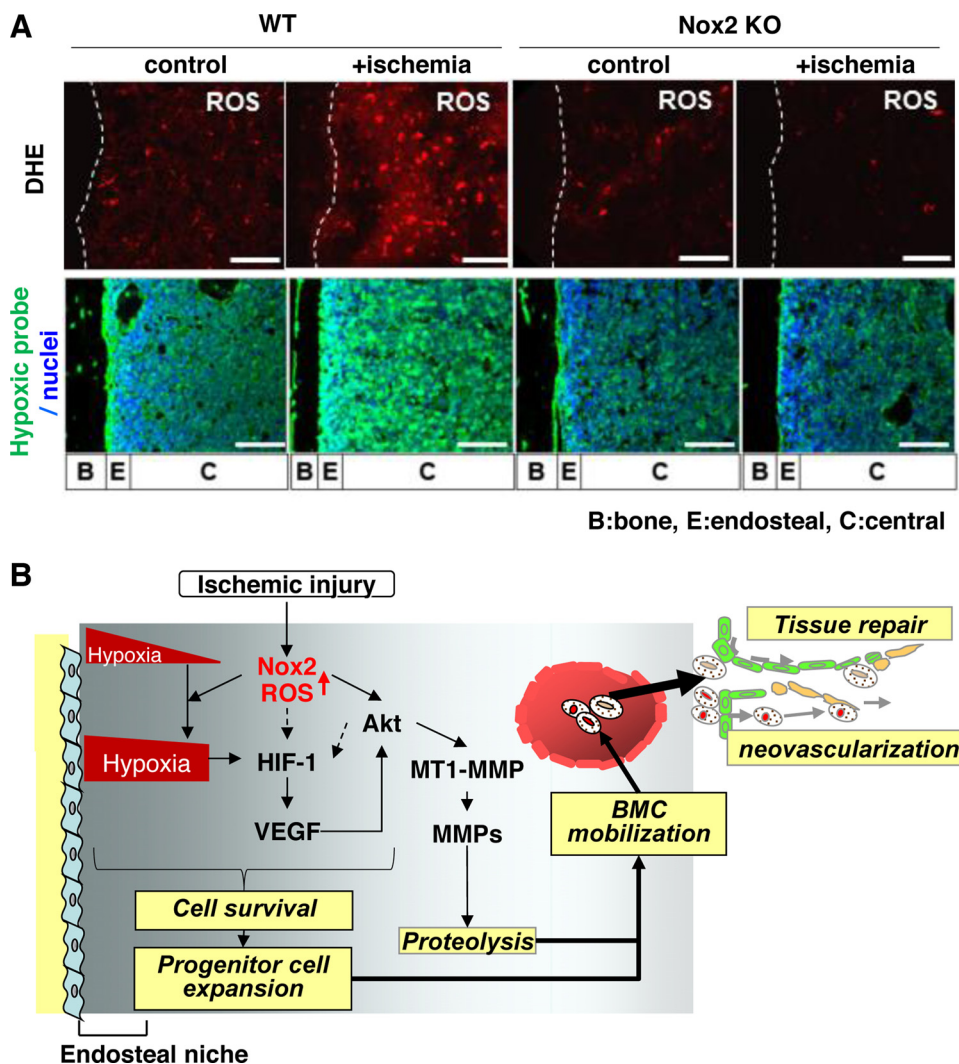 A
WT
Nox2 KO
control
+ischemia
control
+ischemia
DHE
ROS
ROS
ROS
ROS
Hypoxic probe
/ nuclei
B E C
B E C
B E C
B E C
B:bone, E:endosteal, C:central
B
Ischemic injury
Hypoxia
Nox2
ROS
Akt
Hypoxia
HIF-1
VEGF
MT1-MMP
MMPs
Cell survival
Progenitor cell
expansion
Proteolysis
BMC
mobilization
Tissue repair
neovascularization
Endosteal niche